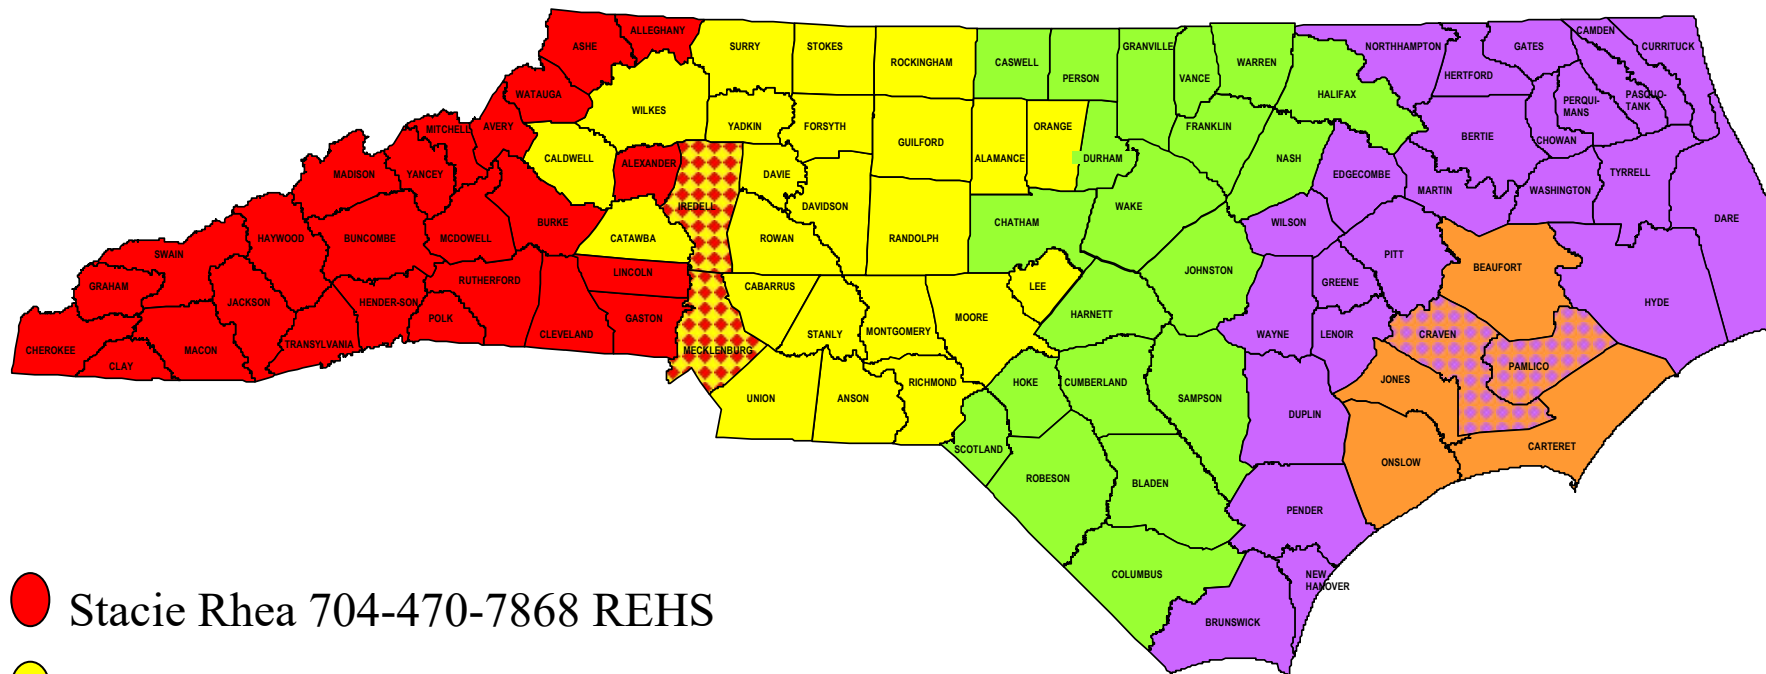 ASHE
ALLEGHANY
SURRY
STOKES
ROCKINGHAM
CASWELL
PERSON
GRANVILLE
VANCE
WARREN
NORTHHAMPTON
GATES
CAMDEN
CURRITUCK
HERTFORD
WATAUGA
WILKES
YADKIN
FORSYTH
GUILFORD
ALAMANCE
ORANGE
DURHAM
FRANKLIN
HALIFAX
NASH
BERTIE
CHOWAN
PERQUI-
MANS
PASQUO-
TANK
MITCHELL
AVERY
CALDWELL
ALEXANDER
IREDELL
DAVIE
DAVIDSON
MADISON
YANCEY
EDGECOMBE
MARTIN
WASHINGTON
TYRRELL
DARE
HAYWOOD
BUNCOMBE
MCDOWELL
BURKE
CATAWBA
ROWAN
RANDOLPH
CHATHAM
WAKE
WILSON
PITT
BEAUFORT
HYDE
SWAIN
GRAHAM
JACKSON
HENDER-SON
RUTHERFORD
LINCOLN
CABARRUS
LEE
JOHNSTON
GREENE
CHEROKEE
CLAY
MACON
TRANSYLVANIA
POLK
CLEVELAND
GASTON
MECKLENBURG
STANLY
MONTGOMERY
MOORE
HARNETT
WAYNE
LENOIR
CRAVEN
PAMLICO
UNION
ANSON
RICHMOND
HOKE
CUMBERLAND
SAMPSON
DUPLIN
JONES
SCOTLAND
ROBESON
BLADEN
ONSLOW
CARTERET
PENDER
COLUMBUS
NEW
HANOVER
BRUNSWICK
Stacie Rhea 704-470-7868 REHS